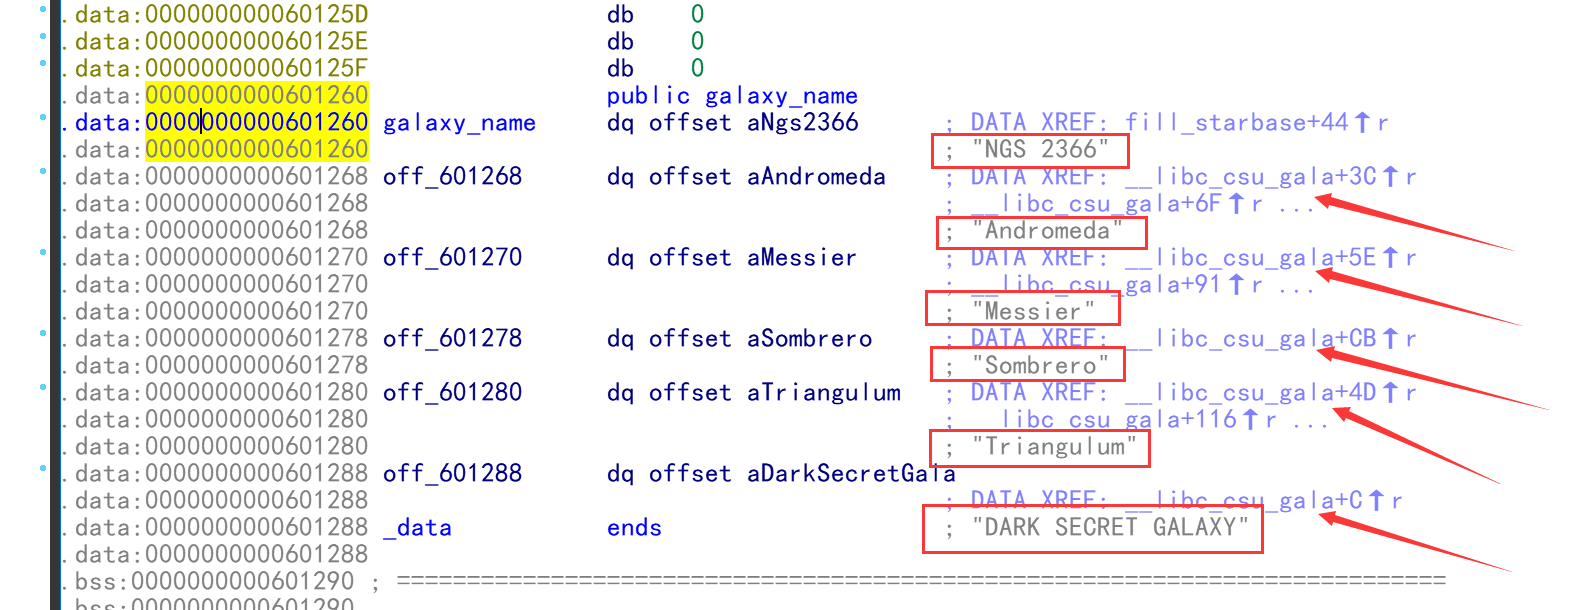 .data:000000000060125D db 0
.data:000000000060125E db 0
.data:000000000060125F db 0
.data:0000000000601260 public galaxy_name
.data:0000000000601260 galaxy_name dq offset aNgs2366 ; DATA XREF: fill_starbase+44↑r
.data:0000000000601260 ; "NGS 2366"
.data:0000000000601268 off_601268 dq offset aAndromeda ; DATA XREF: __libc_csu_gala+3C↑r
.data:0000000000601268 ; __libc_csu_gala+6F↑r ...
.data:0000000000601268 ; "Andromeda"
.data:0000000000601270 off_601270 dq offset aMessier ; DATA XREF: __libc_csu_gala+5E↑r
.data:0000000000601270 ; __libc_csu_gala+91↑r ...
.data:0000000000601270 ; "Messier"
.data:0000000000601278 off_601278 dq offset aSombrero ; DATA XREF: __libc_csu_gala+CB↑r
.data:0000000000601278 ; "Sombrero"
.data:0000000000601280 off_601280 dq offset aTriangulum ; DATA XREF: __libc_csu_gala+4D↑r
.data:0000000000601280 ; __libc_csu_gala+116↑r ...
.data:0000000000601280 ; "Triangulum"
.data:0000000000601288 off_601288 dq offset aDarkSecretGala
.data:0000000000601288 ; DATA XREF: __libc_csu_gala+C↑r
.data:0000000000601288 _data ends ; "DARK SECRET GALAXY"
.data:0000000000601288
.bss:0000000000601290 ; ===========================================================================
.bss:0000000000601290